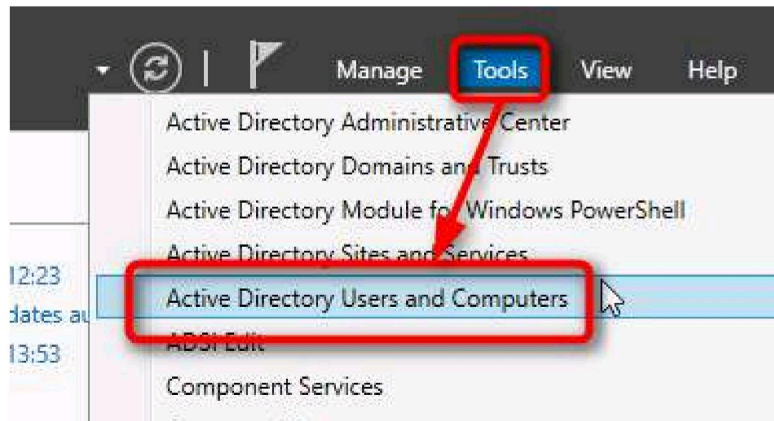 Manage Tools View Help
Active Directory Administrative Center
Active Directory Domains and Trusts
Active Directory Module for Windows PowerShell
Active Directory Sites and Services
12:23
Active Directory Users and Computers
dates au
ADSI Edit
13:53
Component Services